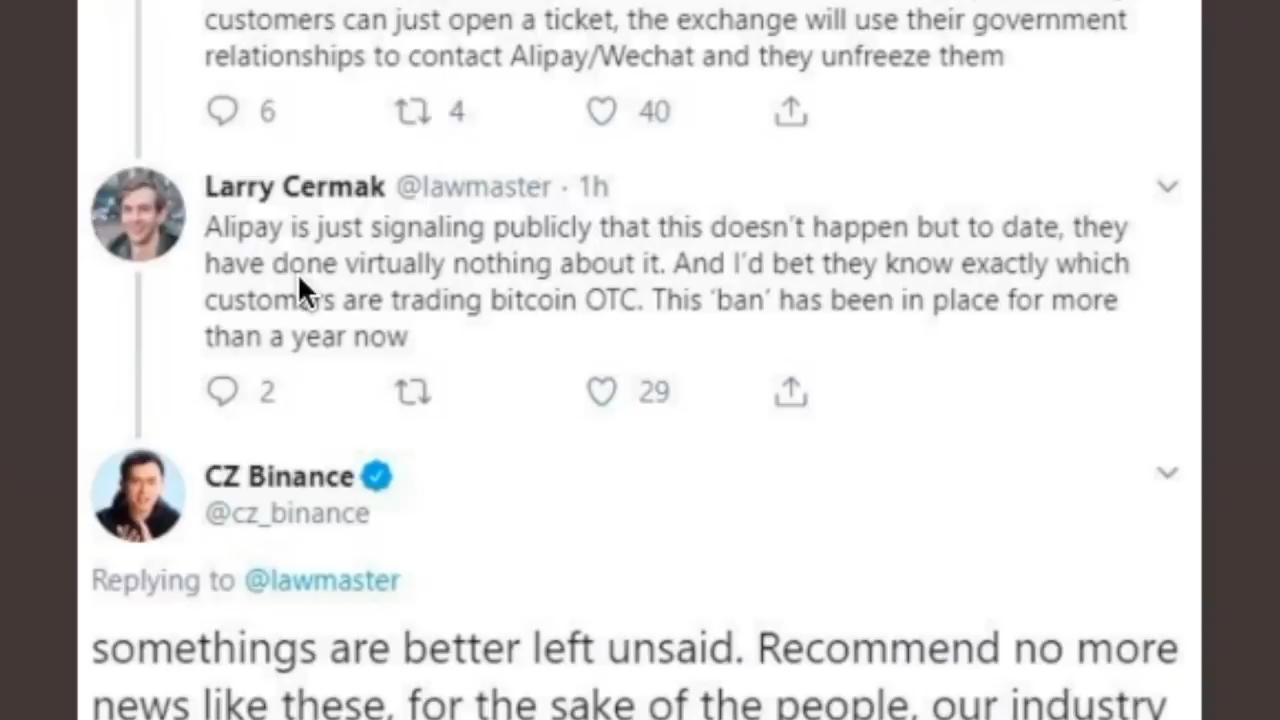 customers can just open a ticket, the exchange will use their government
relationships to contact Alipay/Wechat and they unfreeze them
6 4 40
Larry Cermak @lawmaster · 1h
Alipay is just signaling publicly that this doesn't happen but to date, they
have done virtually nothing about it. And I'd bet they know exactly which
customers are trading bitcoin OTC. This 'ban' has been in place for more
than a year now
2 29
CZ Binance
@cz_binance
Replying to @lawmaster
somethings are better left unsaid. Recommend no more
news like these, for the sake of the people, our industry